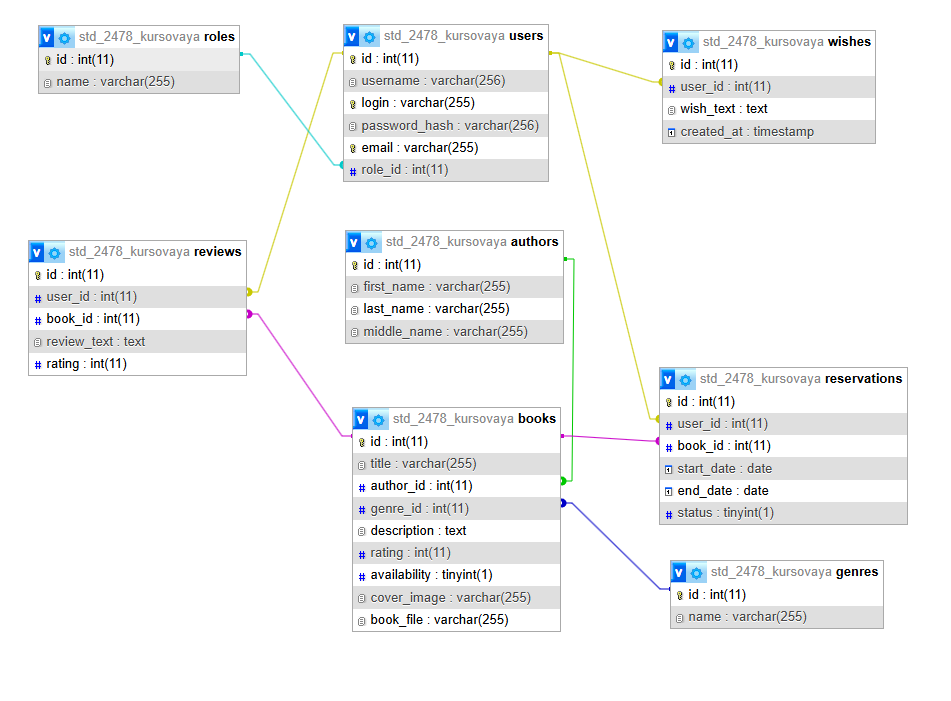 std_2478_kursovaya roles
id : int(11)
name : varchar(255)
std_2478_kursovaya users
id : int(11)
username : varchar(256)
login : varchar(255)
password_hash : varchar(256)
email : varchar(255)
role_id : int(11)
std_2478_kursovaya wishes
id : int(11)
user_id : int(11)
wish_text : text
created_at : timestamp
std_2478_kursovaya reviews
id : int(11)
user_id : int(11)
book_id : int(11)
review_text : text
rating : int(11)
std_2478_kursovaya authors
id : int(11)
first_name : varchar(255)
last_name : varchar(255)
middle_name : varchar(255)
std_2478_kursovaya reservations
id : int(11)
user_id : int(11)
book_id : int(11)
start_date : date
end_date : date
status : tinyint(1)
std_2478_kursovaya books
id : int(11)
title : varchar(255)
author_id : int(11)
genre_id : int(11)
description : text
rating : int(11)
availability : tinyint(1)
cover_image : varchar(255)
book_file : varchar(255)
std_2478_kursovaya genres
id : int(11)
name : varchar(255)